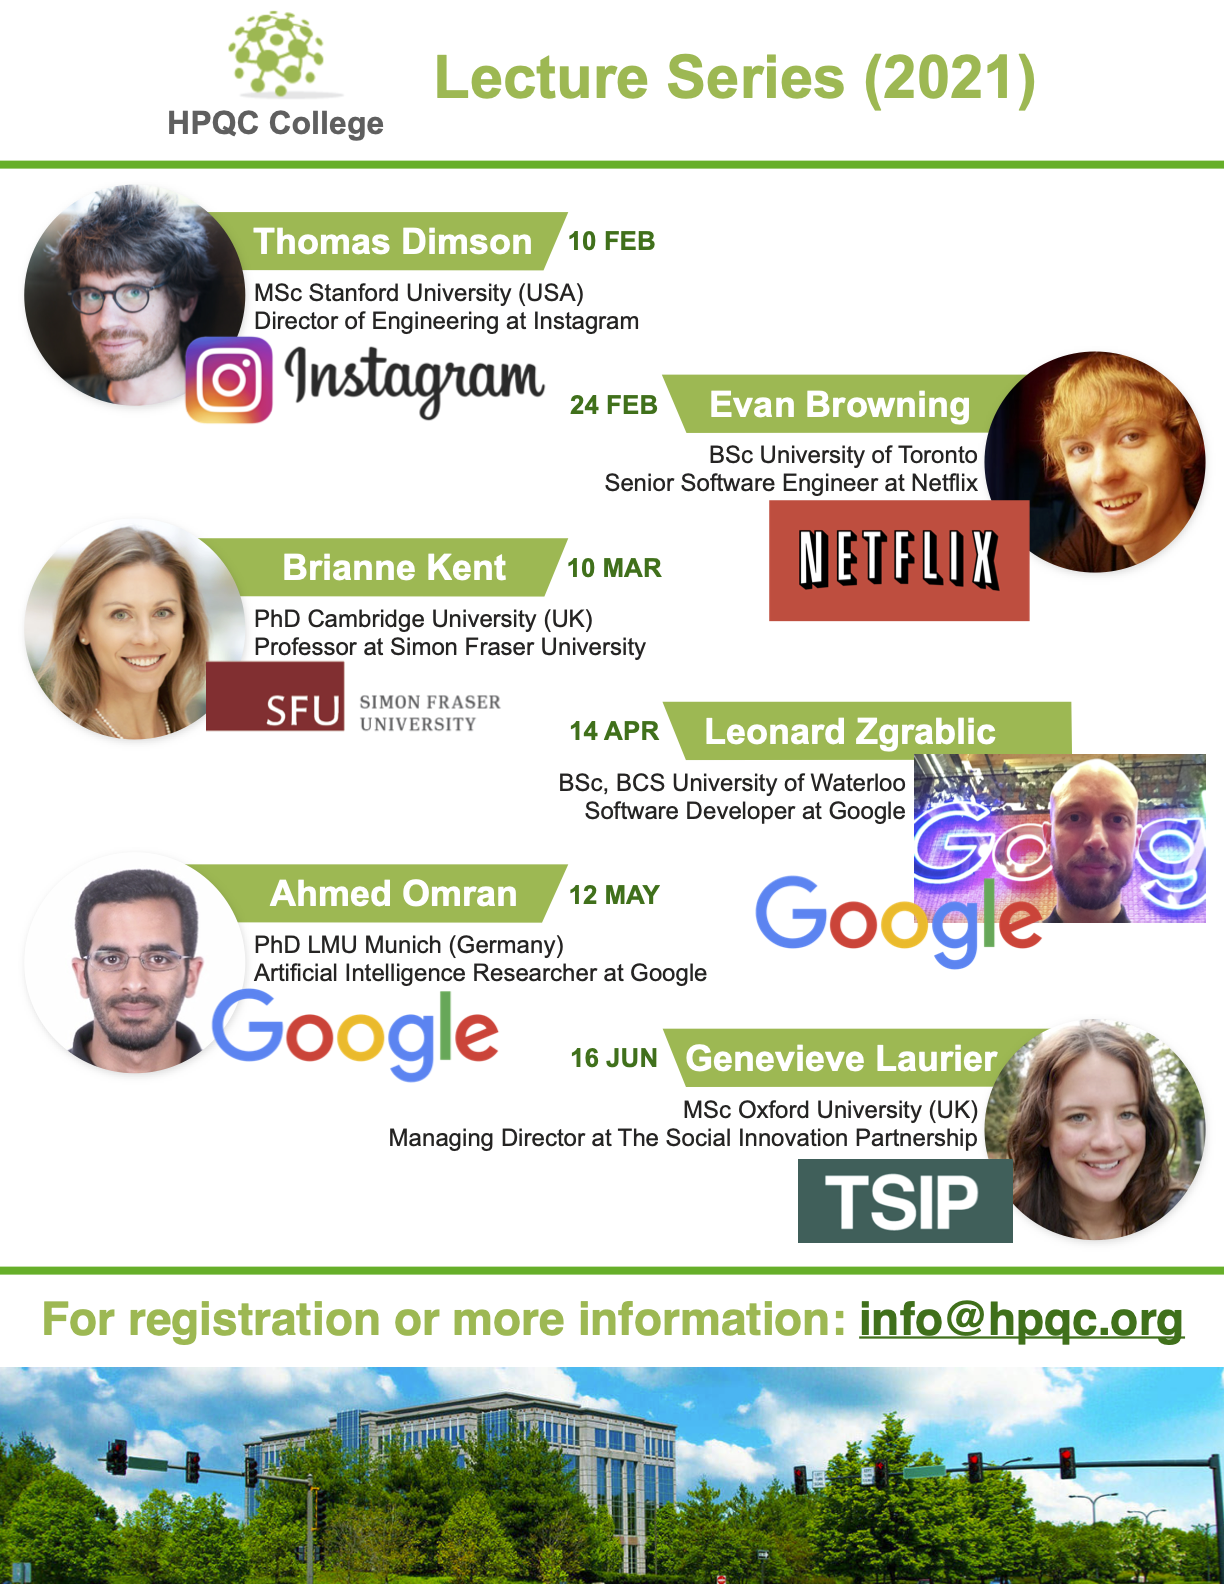 HPQC College
Lecture Series (2021)
Thomas Dimson
10 FEB
MSc Stanford University (USA)
Director of Engineering at Instagram
Instagram
24 FEB
Evan Browning
BSc University of Toronto
Senior Software Engineer at Netflix
NETFLIX
Brianne Kent
10 MAR
PhD Cambridge University (UK)
Professor at Simon Fraser University
SFU
SIMON FRASER
UNIVERSITY
14 APR
Leonard Zgrablic
BSc, BCS University of Waterloo
Software Developer at Google
Goog
Google
Ahmed Omran
12 MAY
PhD LMU Munich (Germany)
Artificial Intelligence Researcher at Google
Google
16 JUN
Genevieve Laurier
MSc Oxford University (UK)
Managing Director at The Social Innovation Partnership
TSIP
For registration or more information: info@hpqc.org